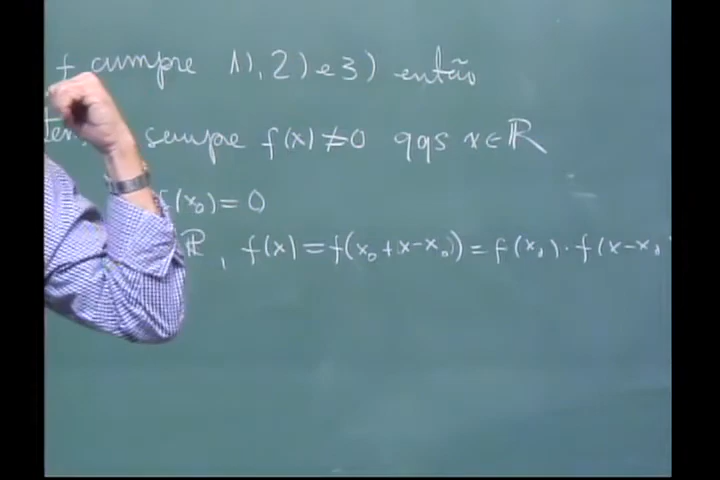 f cumpre 1), 2) e 3) então
sempre f(x) ≠ 0 qqs x ∈ ℝ
f(x₀) = 0
ℝ, f(x) = f(x₀ + (x - x₀)) = f(x₀) · f(x - x₀